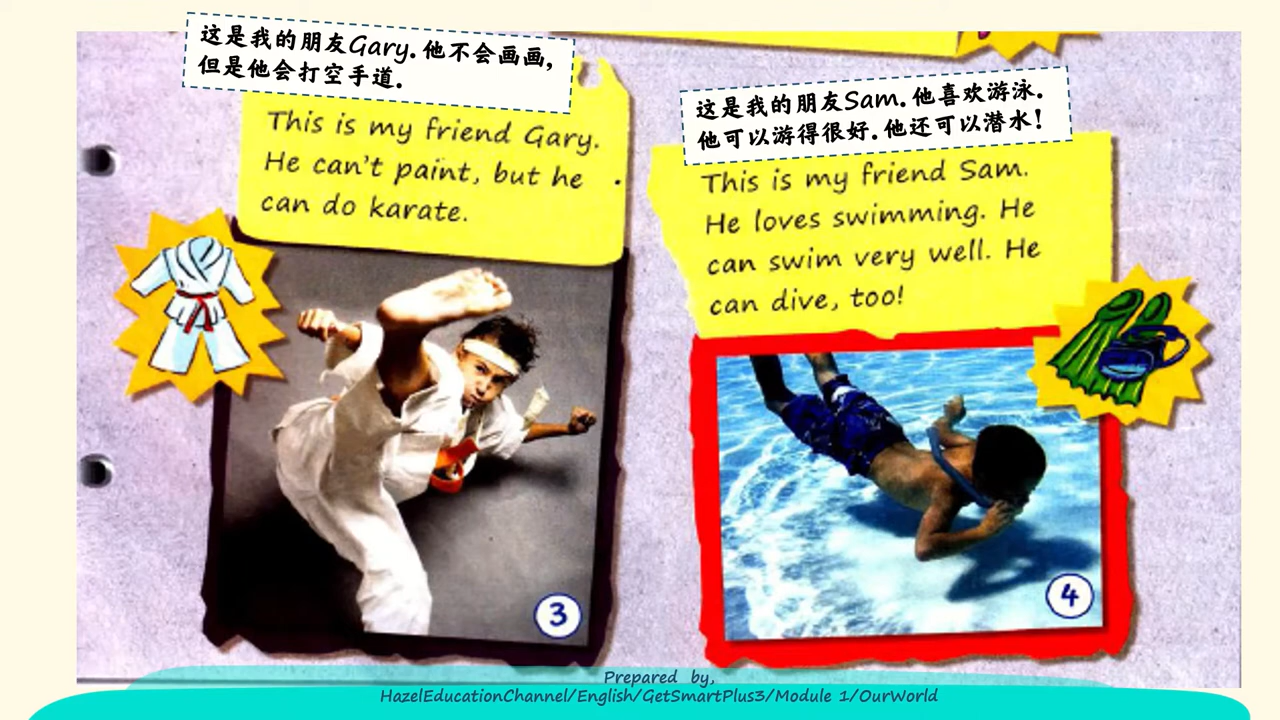 这是我的朋友Gary.他不会画画,
但是他会打空手道.
This is my friend Gary.
He can't paint, but he
can do karate.
3
这是我的朋友Sam.他喜欢游泳.
他可以游得很好.他还可以潜水!
This is my friend Sam.
He loves swimming. He
can swim very well. He
can dive, too!
4
Prepared by,
HazelEducationChannel/English/GetSmartPlus3/Module 1/OurWorld